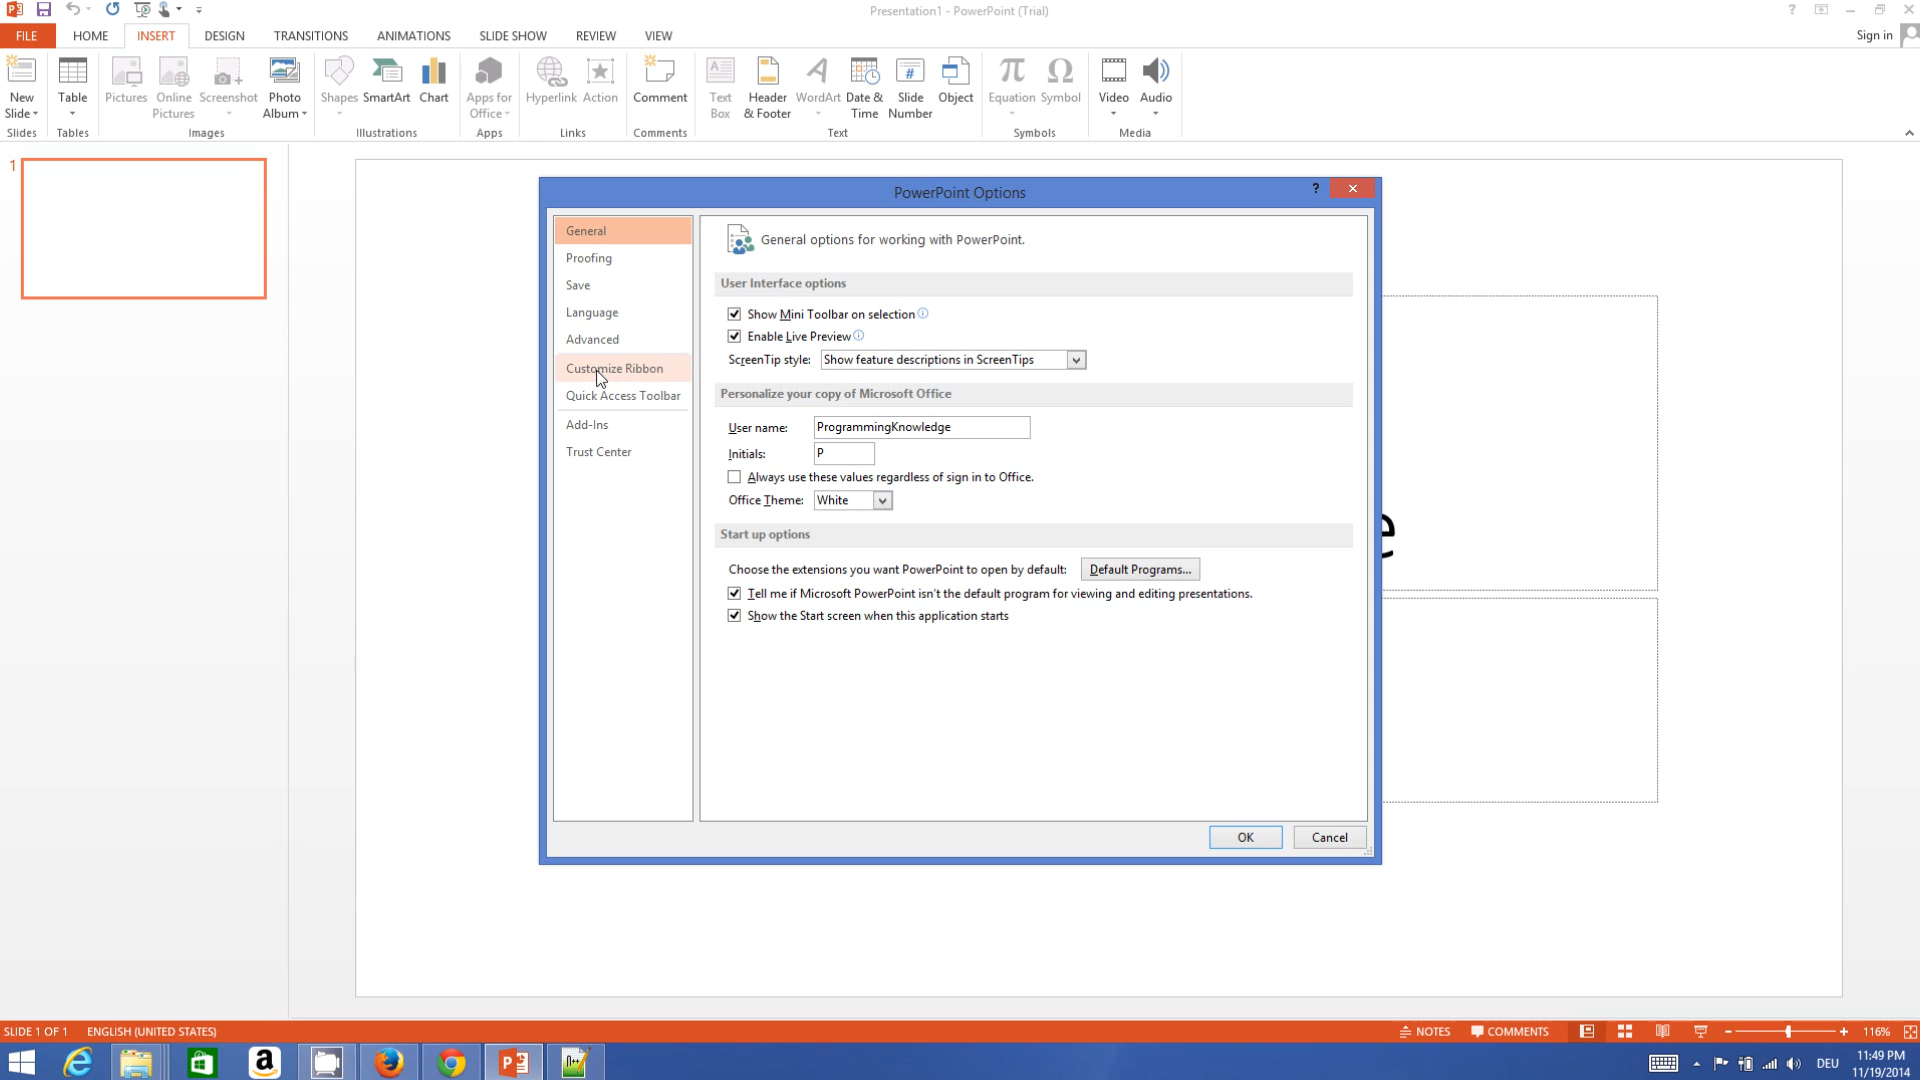 Presentation1 - PowerPoint (Trial)
?
FILE HOME INSERT DESIGN TRANSITIONS ANIMATIONS SLIDE SHOW REVIEW VIEW Sign in
New Slide Table Pictures Online Pictures Screenshot Photo Album Shapes SmartArt Chart Apps for Office Hyperlink Action Comment Text Box Header & Footer WordArt Date & Time Slide Number Object Equation Symbol Video Audio
Slides Tables Images Illustrations Apps Links Comments Text Symbols Media
1
PowerPoint Options
?
General
Proofing
Save
Language
Advanced
Customize Ribbon
Quick Access Toolbar
Add-Ins
Trust Center
General options for working with PowerPoint.
User Interface options
Show Mini Toolbar on selection
Enable Live Preview
ScreenTip style: Show feature descriptions in ScreenTips
Personalize your copy of Microsoft Office
User name: ProgrammingKnowledge
Initials: P
Always use these values regardless of sign in to Office.
Office Theme: White
Start up options
Choose the extensions you want PowerPoint to open by default: Default Programs...
Tell me if Microsoft PowerPoint isn't the default program for viewing and editing presentations.
Show the Start screen when this application starts
OK Cancel
e
SLIDE 1 OF 1 ENGLISH (UNITED STATES) NOTES COMMENTS 116%
DEU 11:49 PM
11/19/2014